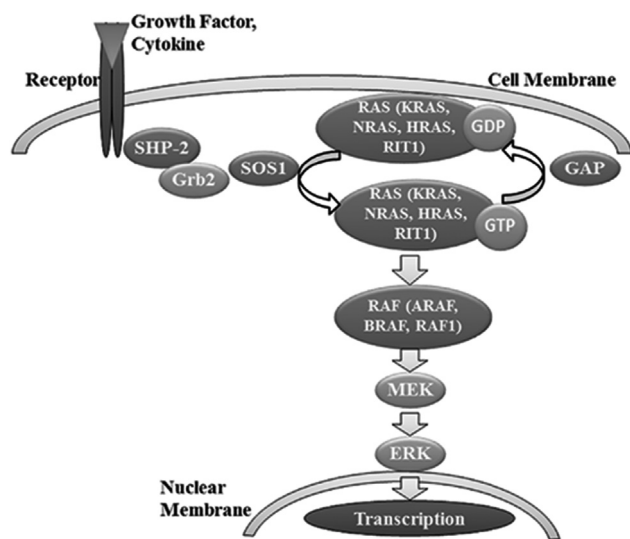 Growth Factor,
Cytokine
Receptor
Cell Membrane
RAS (KRAS,
NRAS, HRAS,
RIT1)
GDP
SHP-2
Grb2
SOS1
GAP
RAS (KRAS,
NRAS, HRAS,
RIT1)
GTP
RAF (ARAF,
BRAF, RAF1)
MEK
ERK
Nuclear
Membrane
Transcription